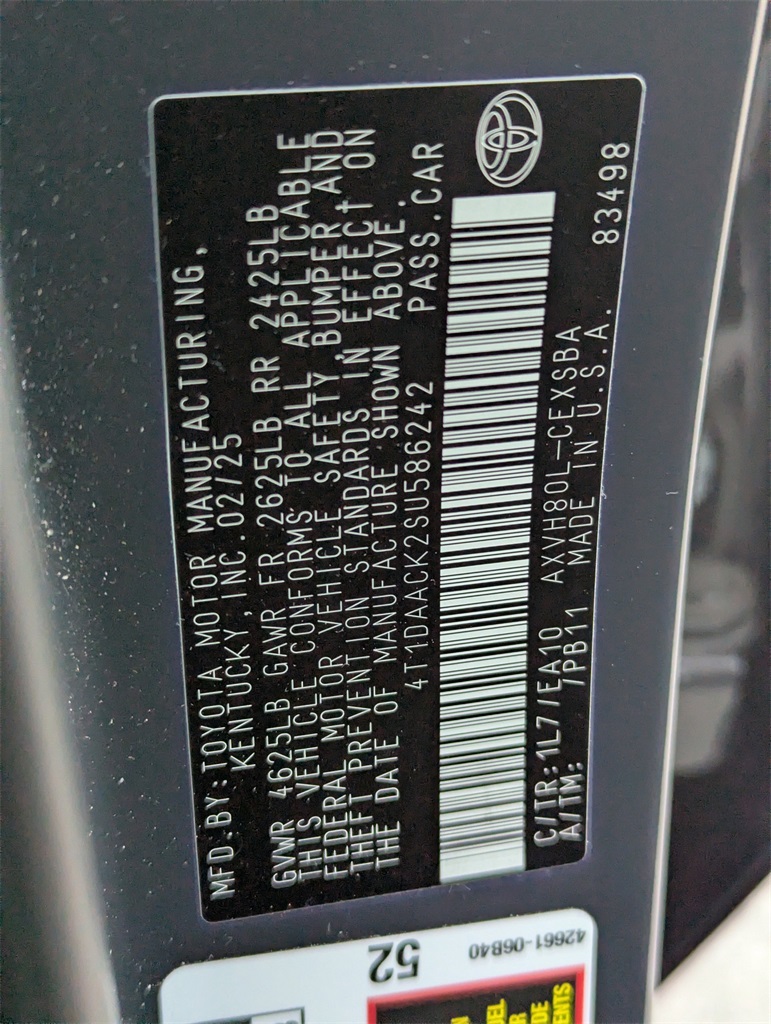 MFD.BY:TOYOTA MOTOR MANUFACTURING,
KENTUCKY, INC.02/25
GVWR 4625LB GAWR FR 2625LB RR 2425LB
THIS VEHICLE CONFORMS TO ALL APPLICABLE
FEDERAL MOTOR VEHICLE SAFETY,BUMPER AND
THEFT PREVENTION STANDARDS IN EFFECT ON
THE DATE OF MANUFACTURE SHOWN ABOVE.
4T1DAACK2SU586242 PASS.CAR
C/TR:1L7/EA10 AXVH80L-CEXSBA
A/TM: /PB11 MADE IN U.S.A. 83498
52
42661-06B40